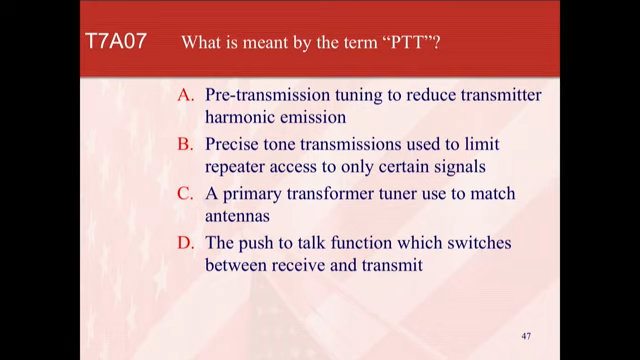 T7A07 What is meant by the term “PTT”?
A. Pre-transmission tuning to reduce transmitter
harmonic emission
B. Precise tone transmissions used to limit
repeater access to only certain signals
C. A primary transformer tuner use to match
antennas
D. The push to talk function which switches
between receive and transmit
47